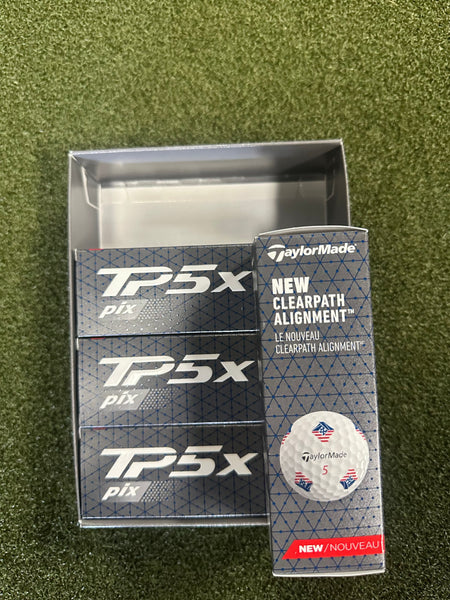 TP5x
pix
TP5x
pix
TP5x
pix
TaylorMade
NEW
CLEARPATH
ALIGNMENT™
LE NOUVEAU
CLEARPATH ALIGNMENT™
TaylorMade
5
NEW/NOUVEAU